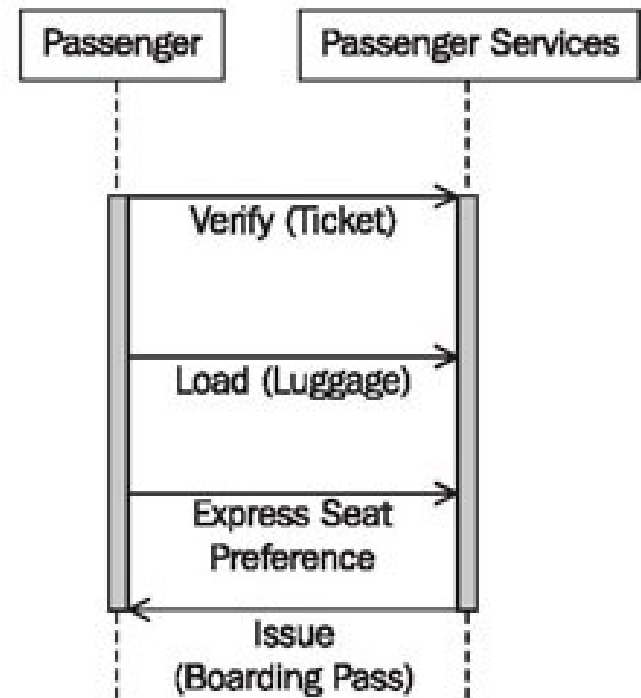 Passenger
Passenger Services
Verify (Ticket)
Load (Luggage)
Express Seat
Preference
Issue
(Boarding Pass)